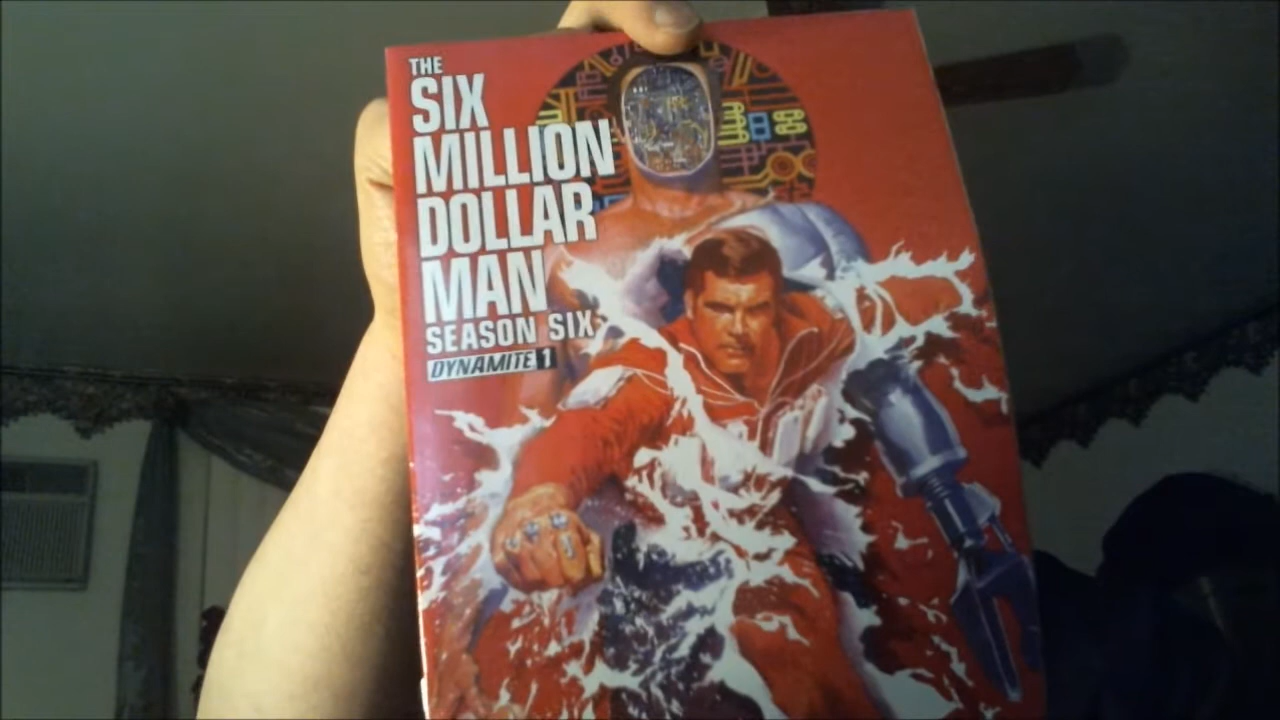 THE
SIX
MILLION
DOLLAR
MAN
SEASON SIX
DYNAMITE 1